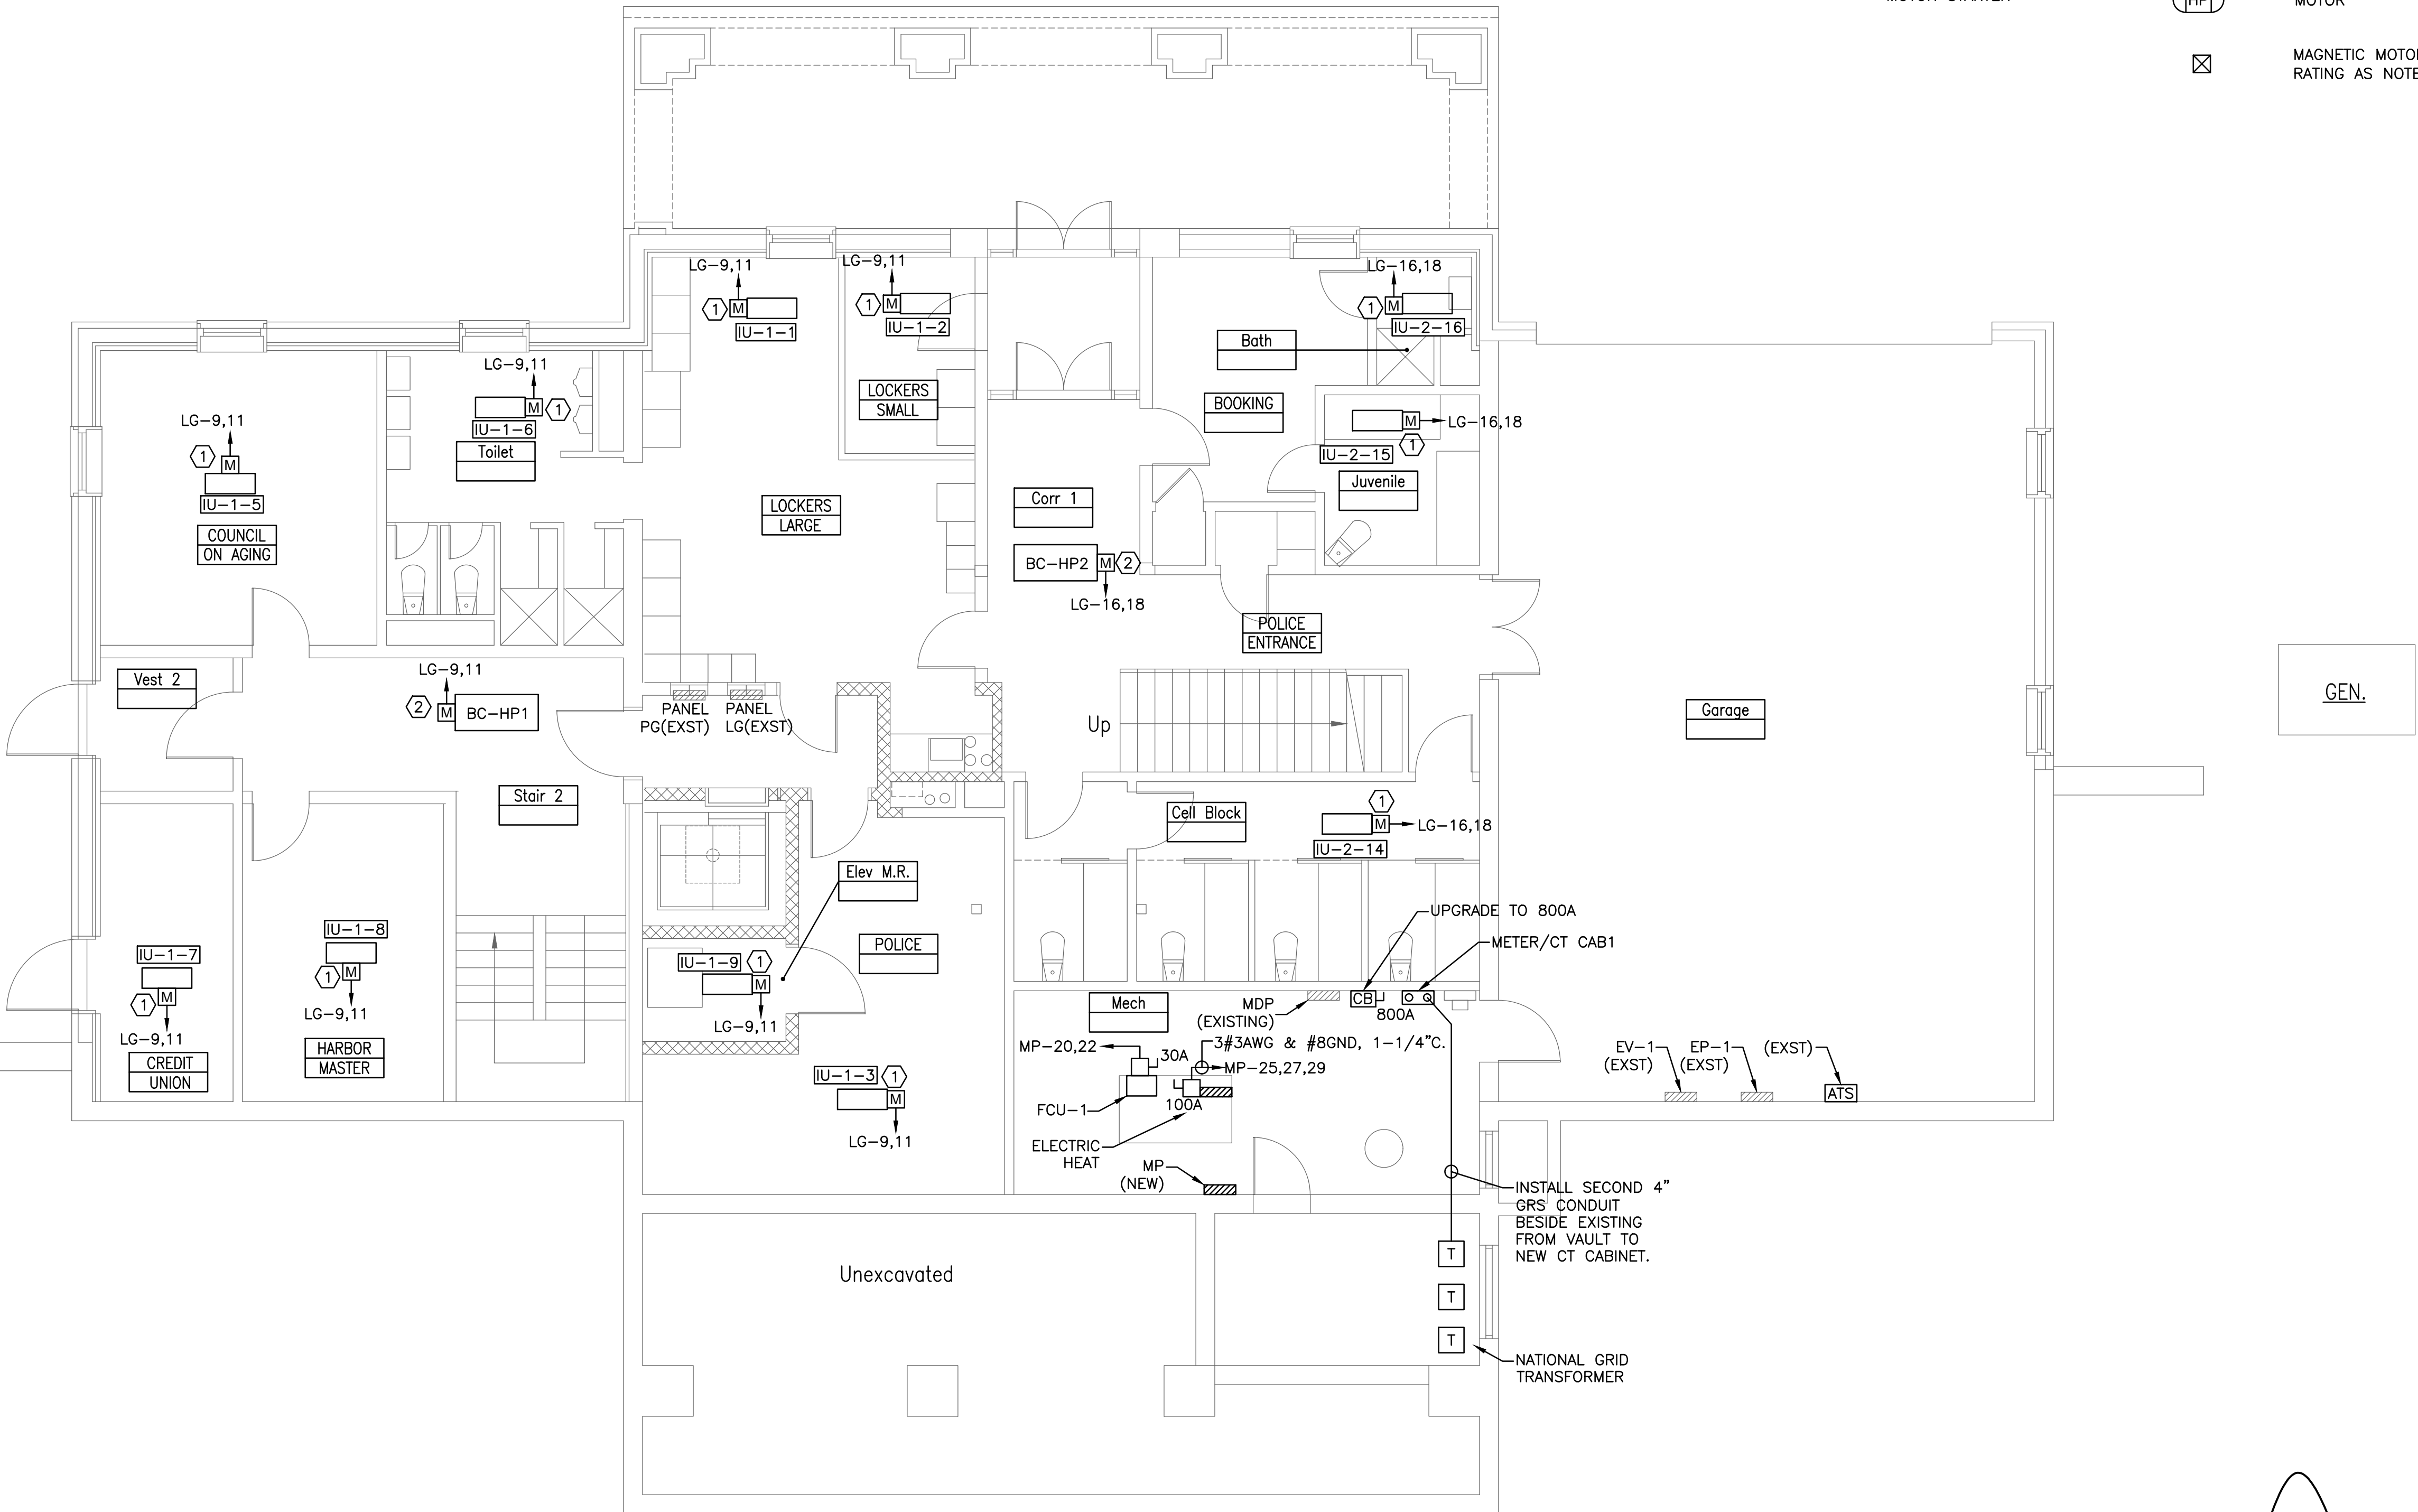 HP
MOTOR
RATING AS NOTE
LG-9,11
1
M
IU-1-1
LG-9,11
1
M
IU-1-2
LG-16,18
1
M
IU-2-16
Bath
LOCKERS
SMALL
BOOKING
LG-9,11
M
1
IU-1-6
Toilet
LG-9,11
1
M
IU-1-5
COUNCIL
ON AGING
M
LG-16,18
1
IU-2-15
Juvenile
LOCKERS
LARGE
Corr 1
BC-HP2
M
2
LG-16,18
POLICE
ENTRANCE
Vest 2
LG-9,11
2
M
BC-HP1
PANEL
PG(EXST)
PANEL
LG(EXST)
Up
Garage
GEN.
Stair 2
Cell Block
1
M
LG-16,18
IU-2-14
Elev M.R.
POLICE
UPGRADE TO 800A
METER/CT CAB1
IU-1-7
1
M
LG-9,11
CREDIT
UNION
IU-1-8
1
M
LG-9,11
HARBOR
MASTER
IU-1-9
1
M
LG-9,11
Mech
MDP
(EXISTING)
CB
800A
3#3AWG & #8GND, 1-1/4"C.
MP-20,22
30A
MP-25,27,29
FCU-1
100A
ELECTRIC
HEAT
MP
(NEW)
IU-1-3
1
M
LG-9,11
EV-1
(EXST)
EP-1
(EXST)
(EXST)
ATS
INSTALL SECOND 4"
GRS CONDUIT
BESIDE EXISTING
FROM VAULT TO
NEW CT CABINET.
Unexcavated
T
T
T
NATIONAL GRID
TRANSFORMER